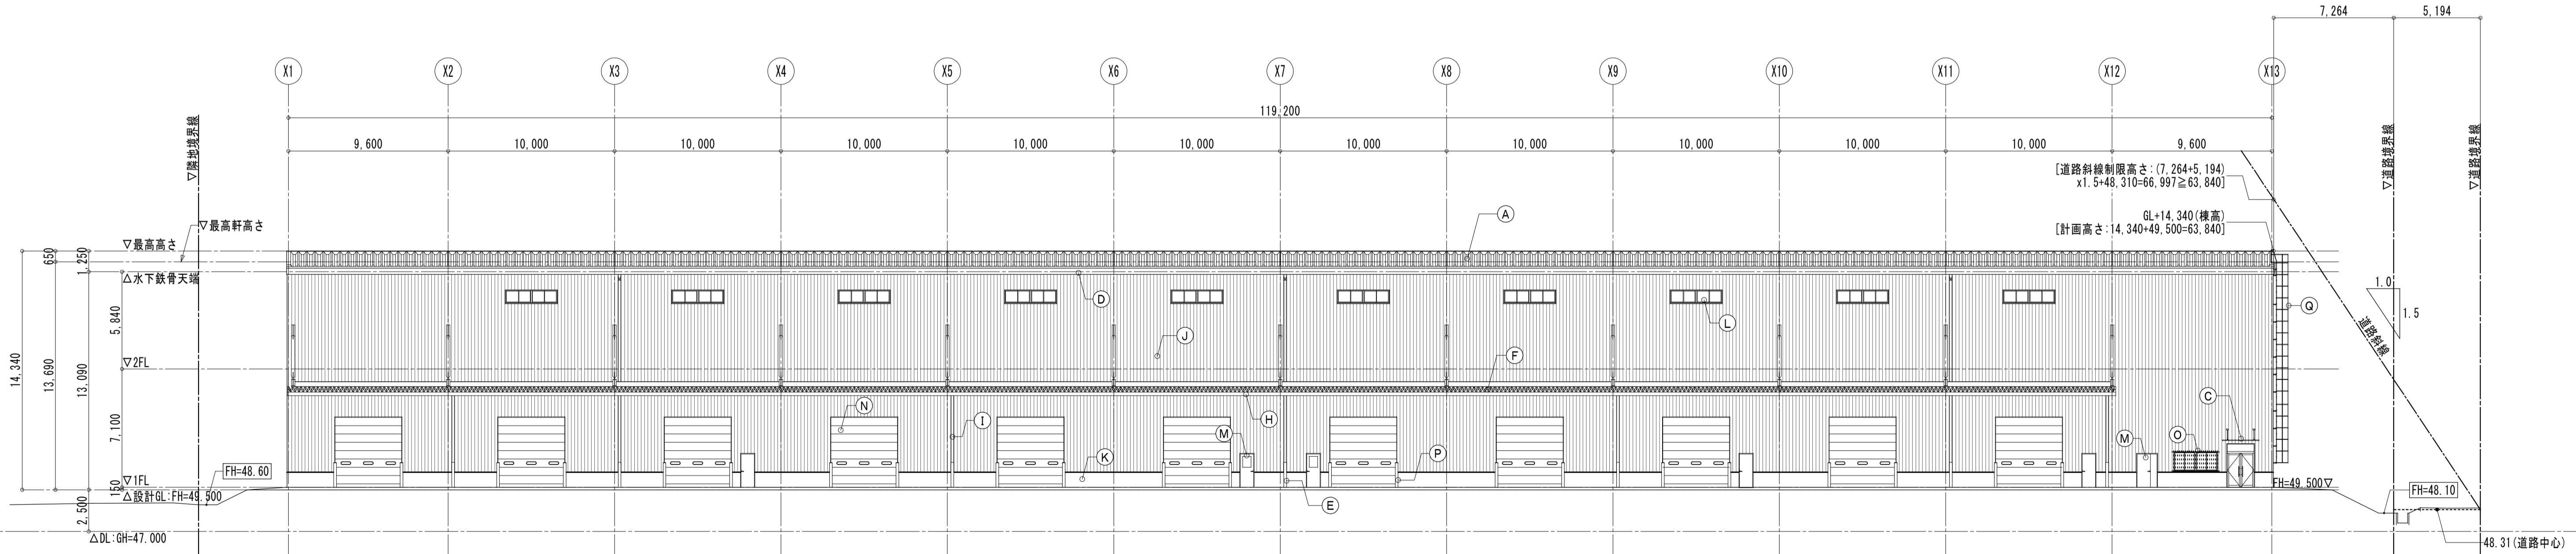 7,264
5,194
X1
X2
X3
X4
X5
X6
X7
X8
X9
X10
X11
X12
X13
119,200
9,600
10,000
10,000
10,000
10,000
10,000
10,000
10,000
10,000
10,000
10,000
9,600
▽隣地境界線
▽道路境界線
▽道路境界線
[道路斜線制限高さ:(7,264+5,194)
x1.5+48,310=66,997≧63,840]
GL+14,340(棟高)
[計画高さ:14,340+49,500=63,840]
▽最高軒高さ
▽最高高さ
△水下鉄骨天端
650
1,250
14,340
13,690
13,090
5,840
7,100
150
2,500
▽2FL
▽1FL
△設計GL:FH=49.500
FH=48.60
△DL:GH=47.000
A
D
J
L
F
N
I
H
K
M
E
P
M
O
C
Q
1.0
1.5
道路斜線
FH=49.500▽
FH=48.10
48.31(道路中心)